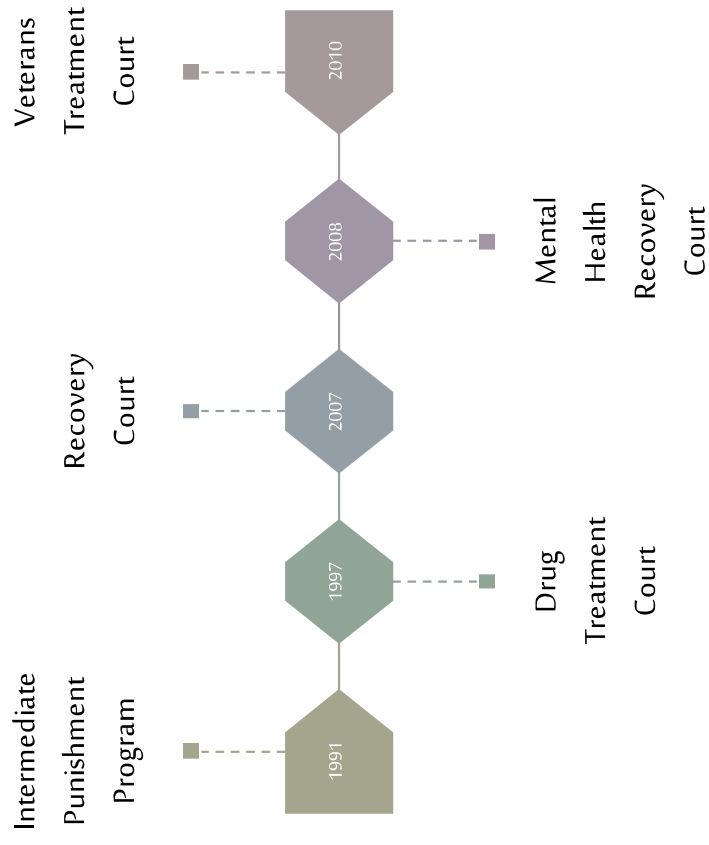 Intermediate
Punishment
Program
1991
1997
Drug
Treatment
Court
Recovery
Court
2007
2008
Mental
Health
Recovery
Court
Veterans
Treatment
Court
2010